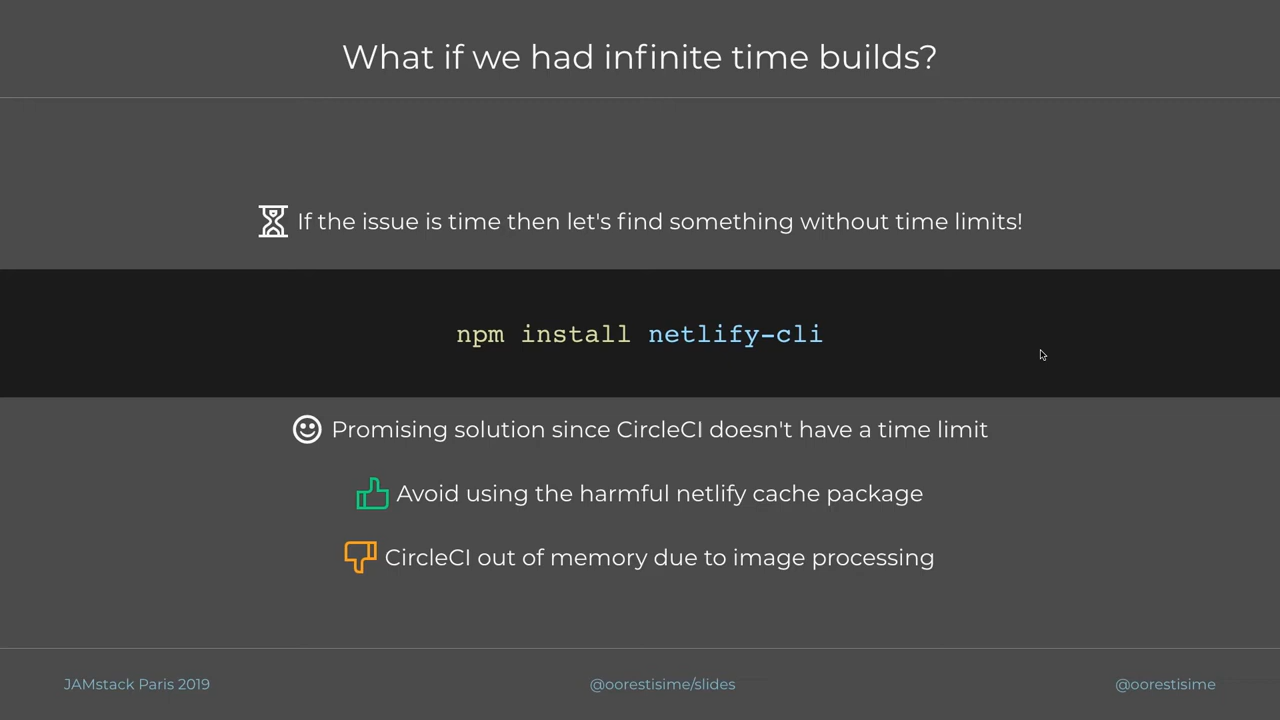 What if we had infinite time builds?
If the issue is time then let's find something without time limits!
npm install netlify-cli
Promising solution since CircleCI doesn't have a time limit
Avoid using the harmful netlify cache package
CircleCI out of memory due to image processing
JAMstack Paris 2019
@oorestisime/slides
@oorestisime